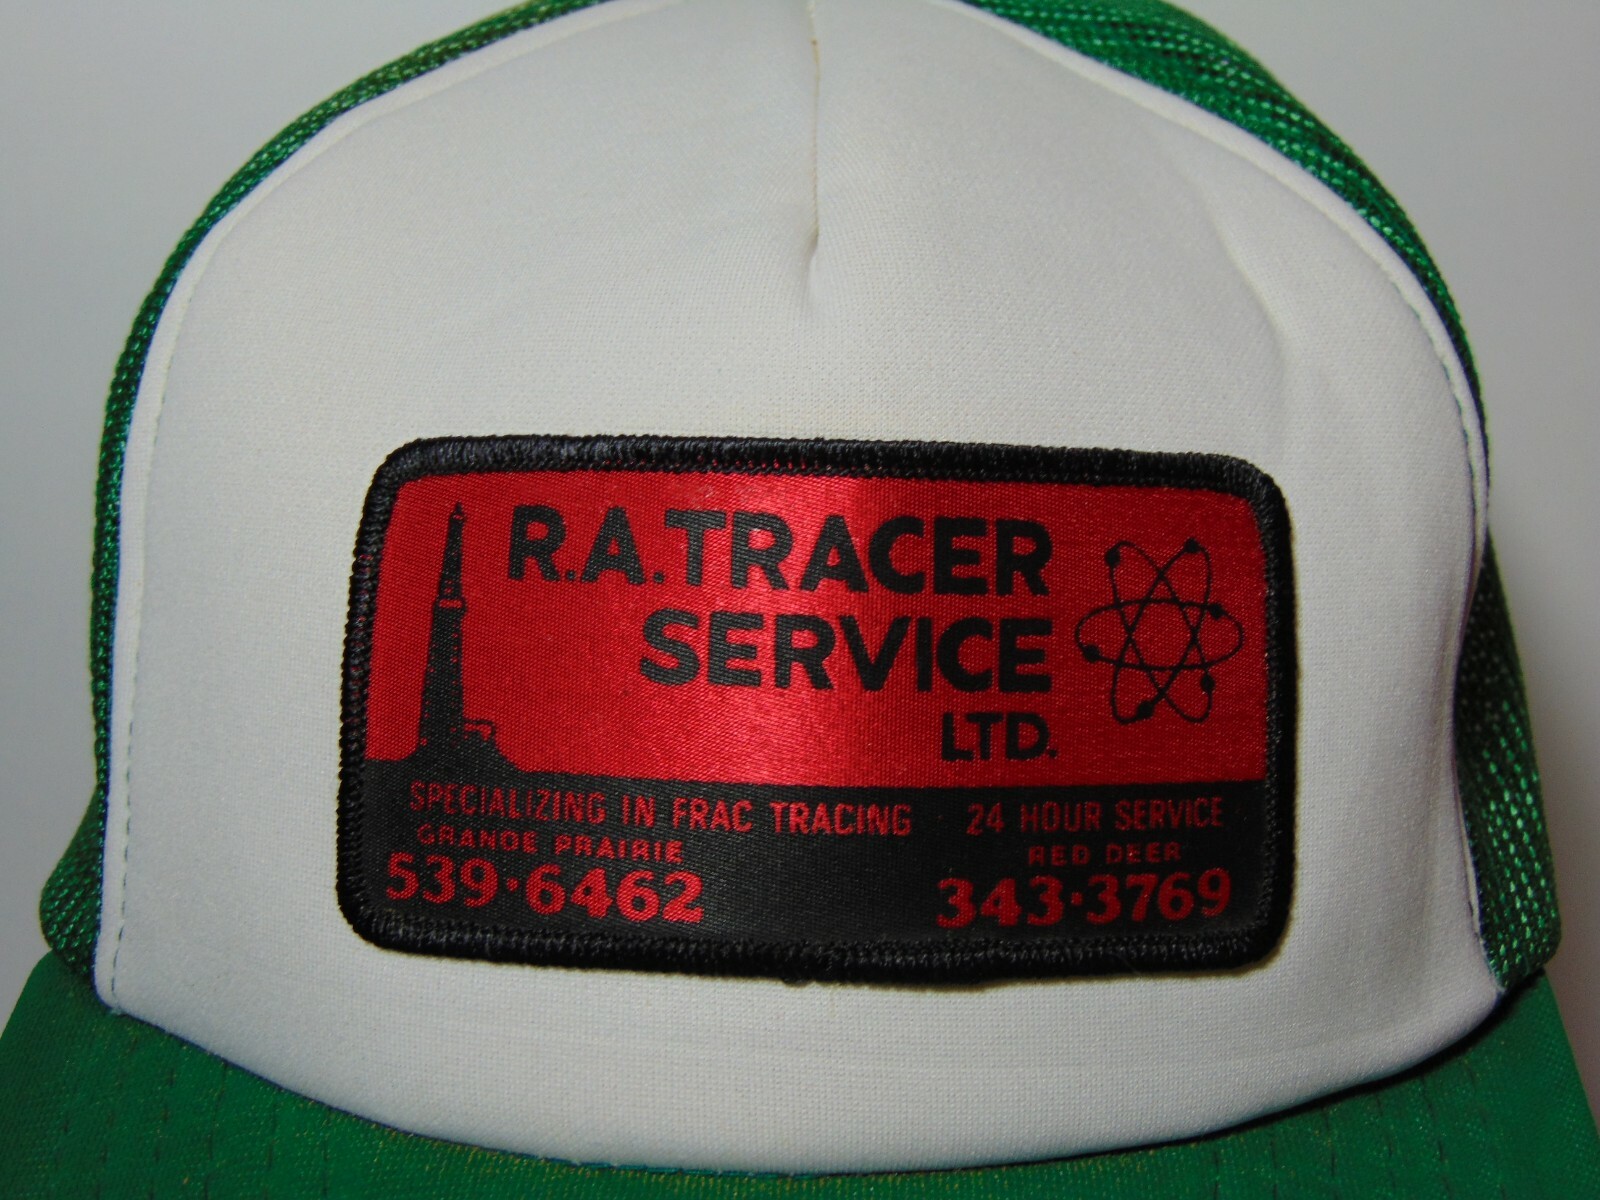 R.A. TRACER
SERVICE
LTD.
SPECIALIZING IN FRAC TRACING 24 HOUR SERVICE
GRANDE PRAIRIE RED DEER
539·6462 343·3769